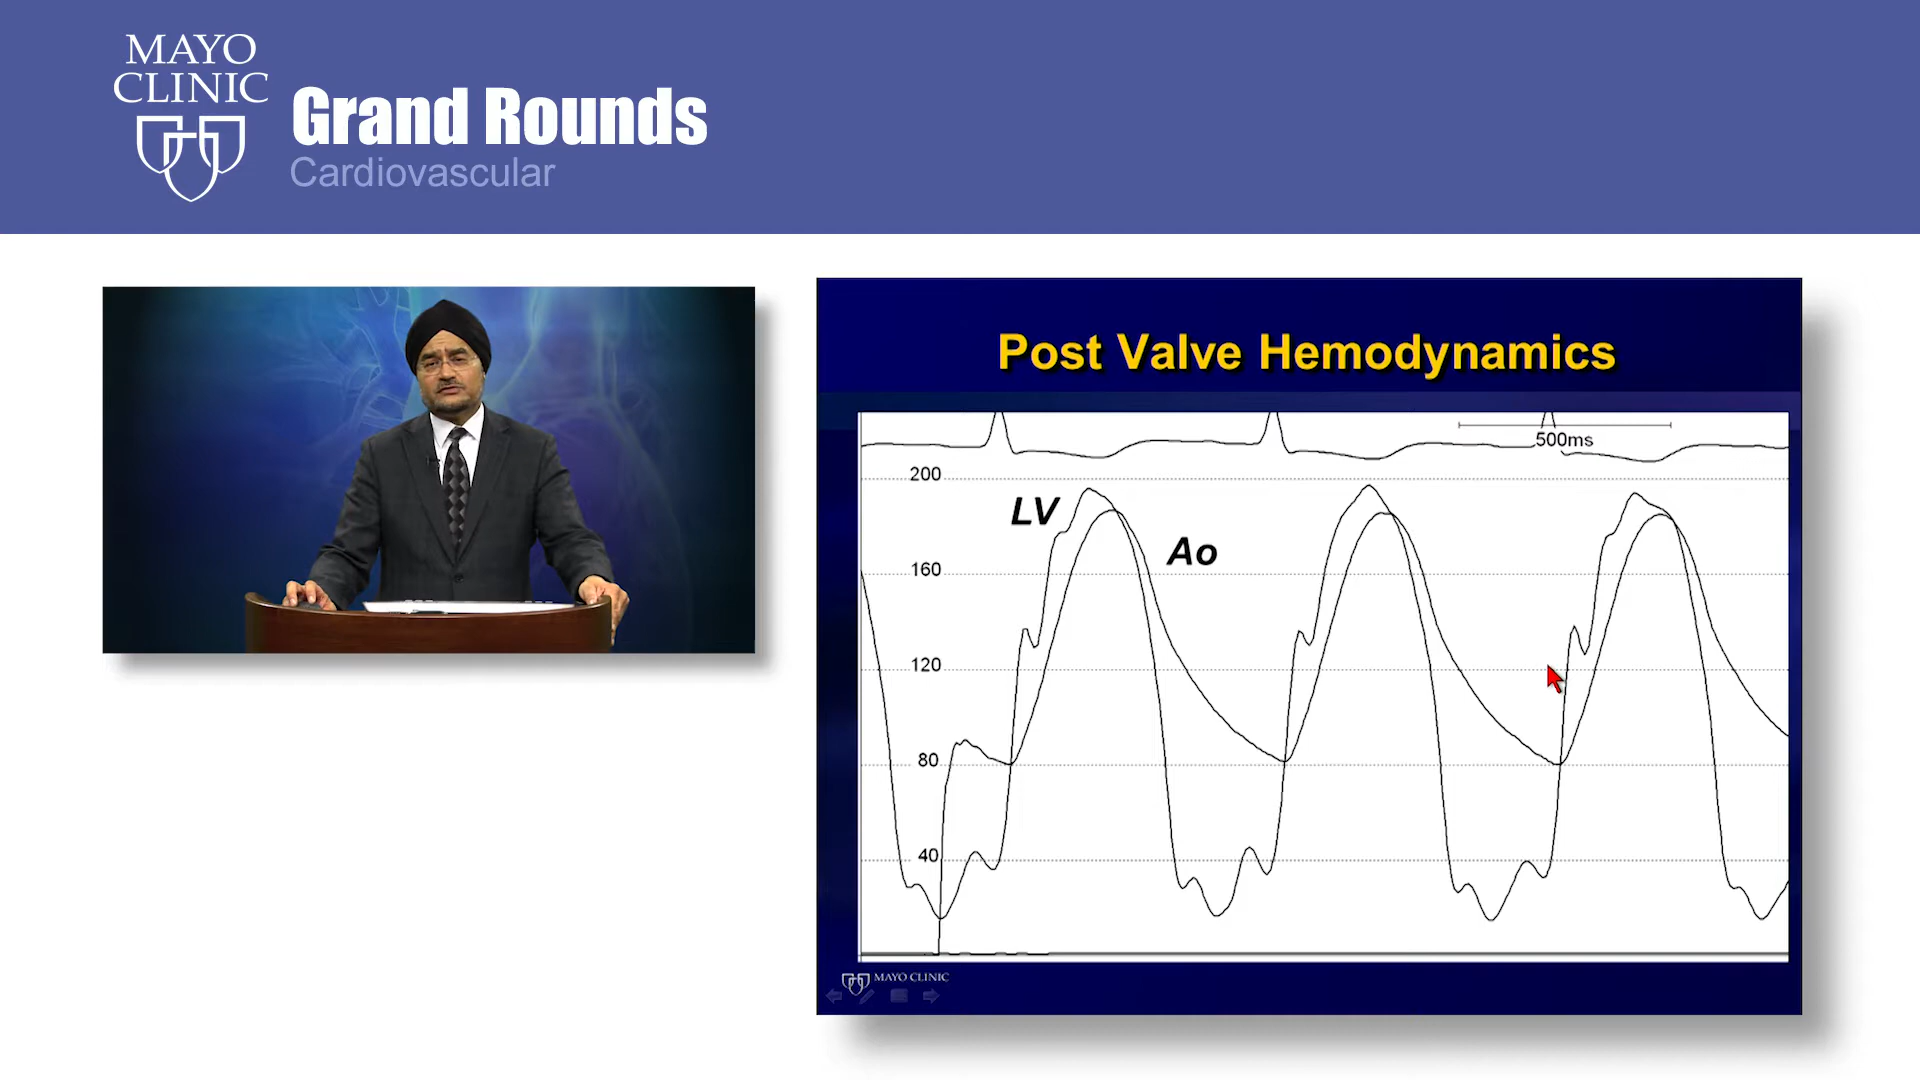 MAYO
CLINIC
Grand Rounds
Cardiovascular
Post Valve Hemodynamics
500ms
200
LV
Ao
160
120
80
40
MAYO CLINIC